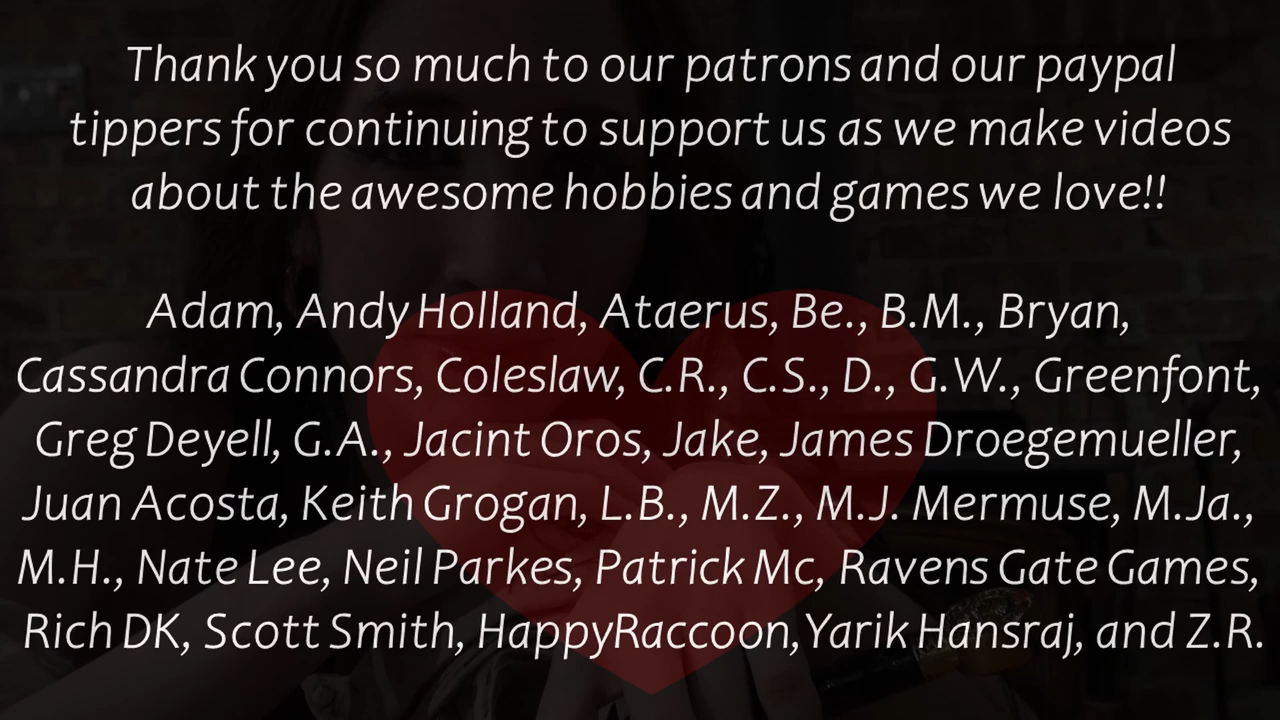 Thank you so much to our patrons and our paypal
tippers for continuing to support us as we make videos
about the awesome hobbies and games we love!!
Adam, Andy Holland, Ataerus, Be., B.M., Bryan,
Cassandra Connors, Coleslaw, C.R., C.S., D., G.W., Greenfont,
Greg Deyell, G.A., Jacint Oros, Jake, James Droegemueller,
Juan Acosta, Keith Grogan, L.B., M.Z., M.J. Mermuse, M.Ja.,
M.H., Nate Lee, Neil Parkes, Patrick Mc, Ravens Gate Games,
Rich DK, Scott Smith, HappyRaccoon, Yarik Hansraj, and Z.R.